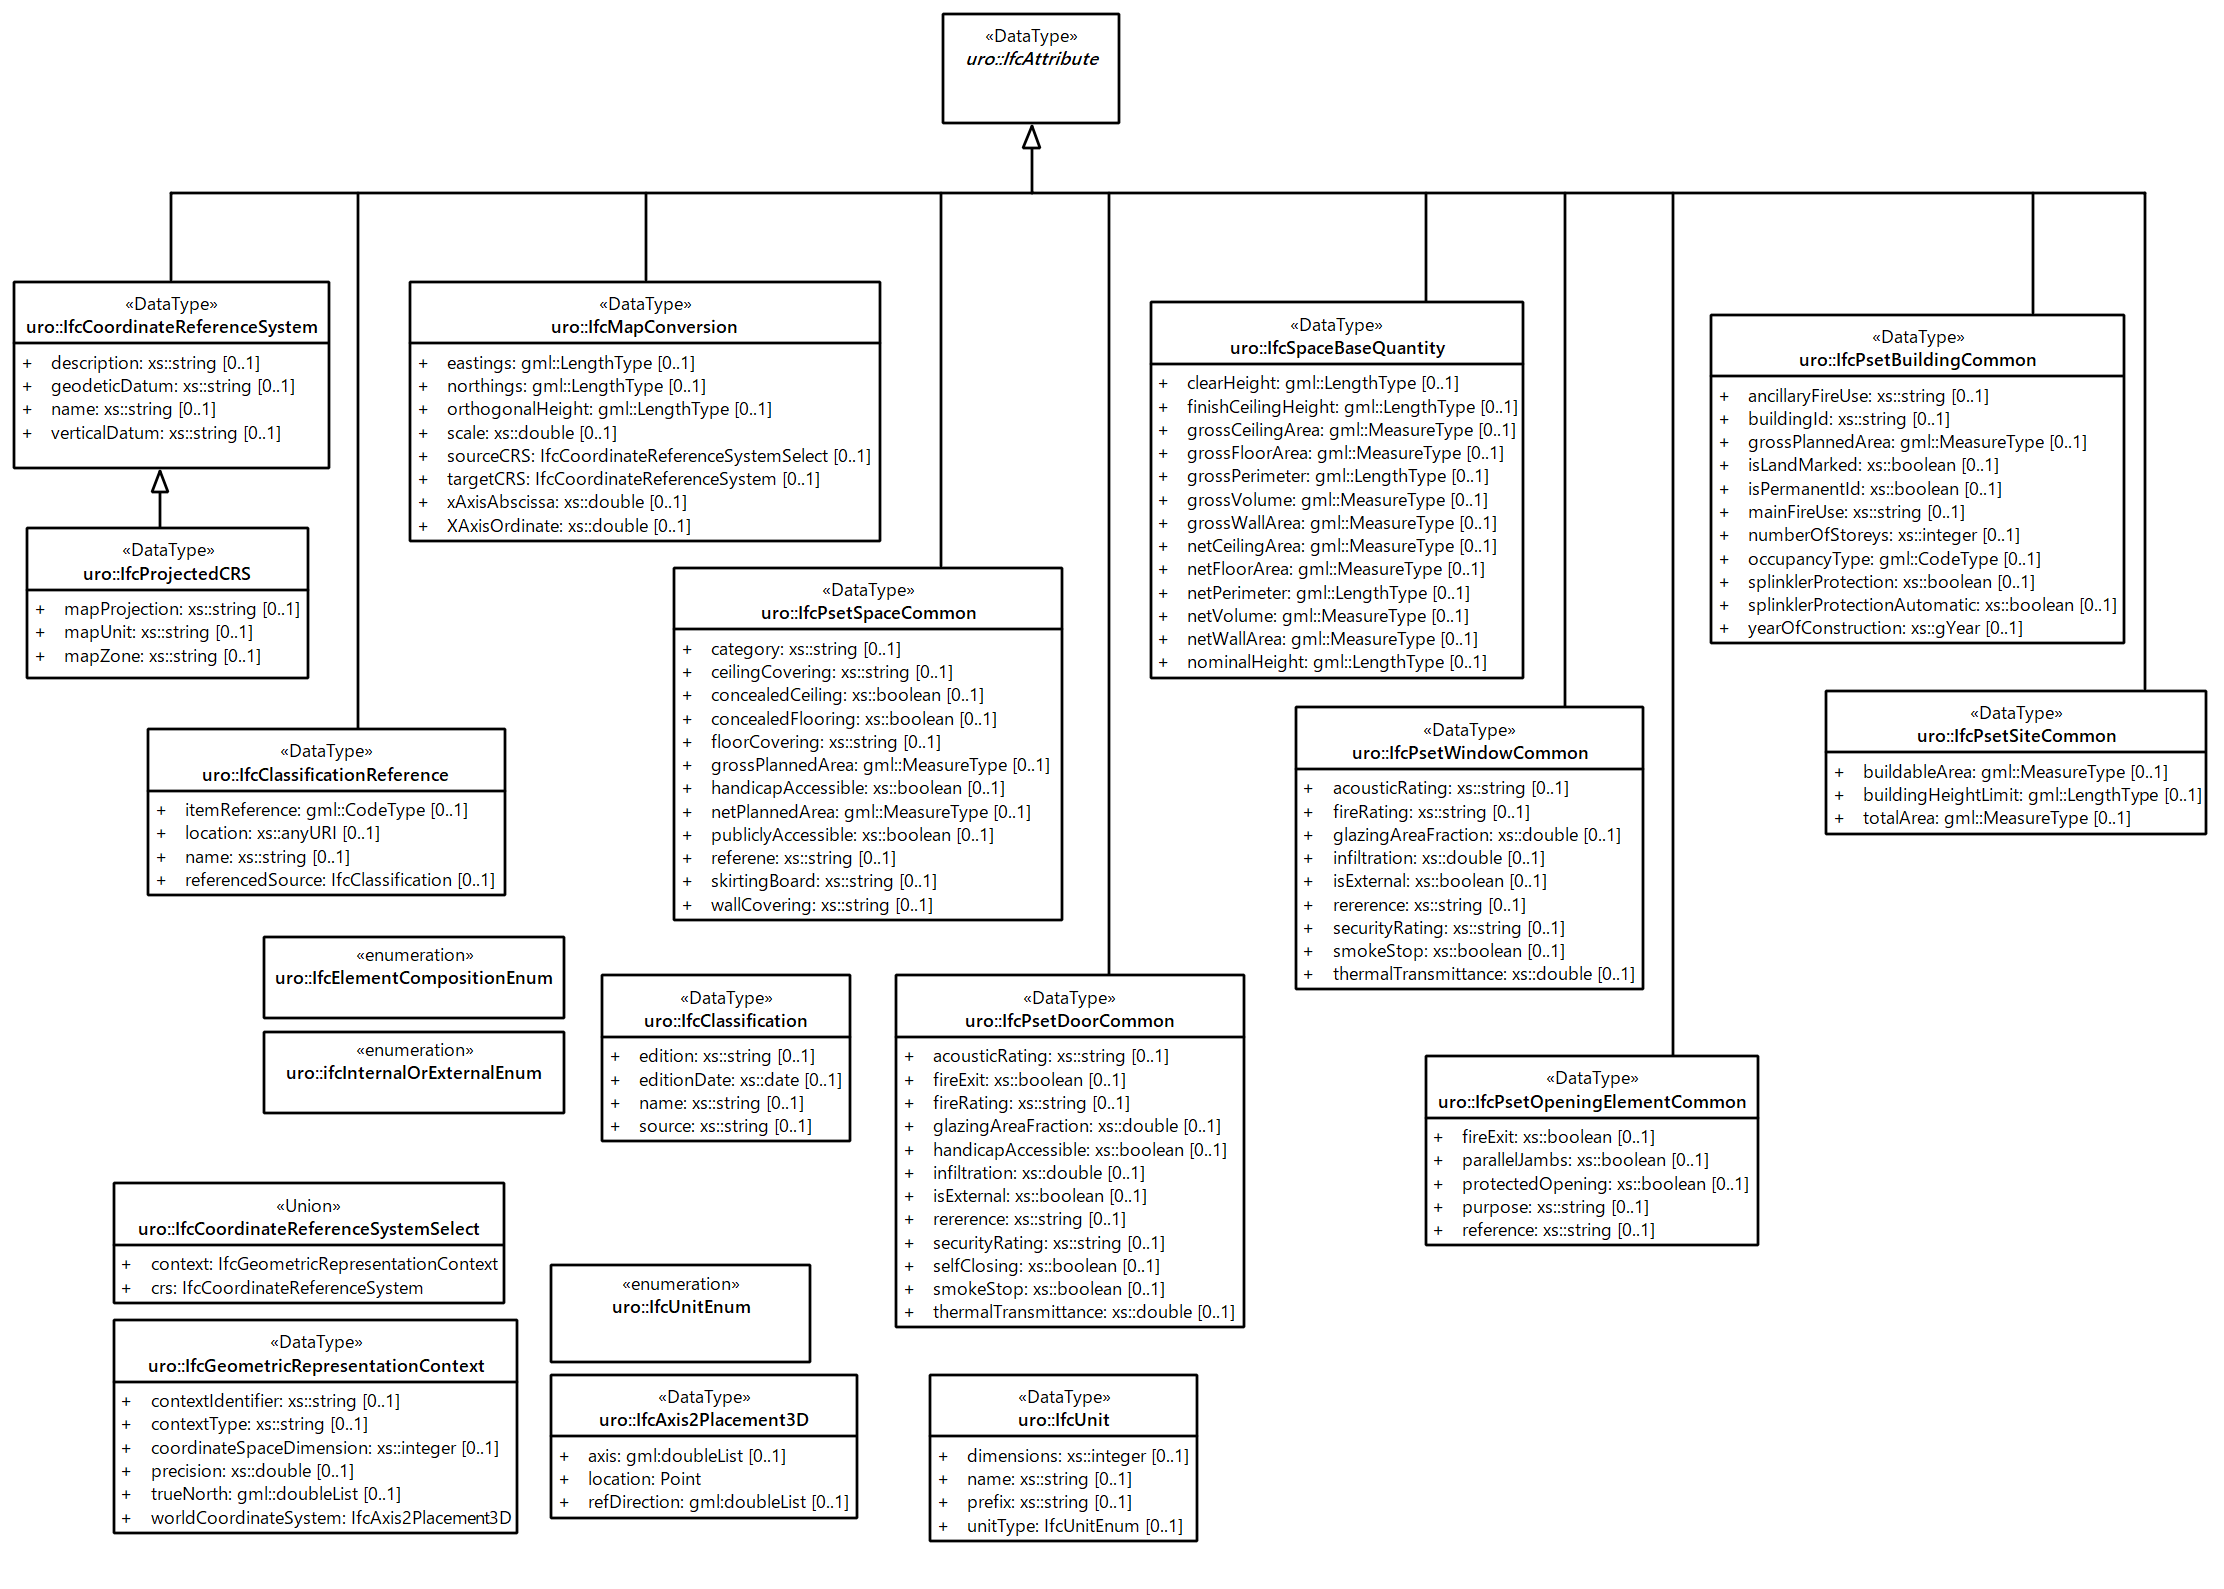 «DataType»
uro::IfcAttribute
«DataType»
uro::IfcCoordinateReferenceSystem
+ description: xs::string [0..1]
+ geodeticDatum: xs::string [0..1]
+ name: xs::string [0..1]
+ verticalDatum: xs::string [0..1]
«DataType»
uro::IfcProjectedCRS
+ mapProjection: xs::string [0..1]
+ mapUnit: xs::string [0..1]
+ mapZone: xs::string [0..1]
«DataType»
uro::IfcMapConversion
+ eastings: gml::LengthType [0..1]
+ northings: gml::LengthType [0..1]
+ orthogonalHeight: gml::LengthType [0..1]
+ scale: xs::double [0..1]
+ sourceCRS: IfcCoordinateReferenceSystemSelect [0..1]
+ targetCRS: IfcCoordinateReferenceSystem [0..1]
+ xAxisAbscissa: xs::double [0..1]
+ XAxisOrdinate: xs::double [0..1]
«DataType»
uro::IfcSpaceBaseQuantity
+ clearHeight: gml::LengthType [0..1]
+ finishCeilingHeight: gml::LengthType [0..1]
+ grossCeilingArea: gml::MeasureType [0..1]
+ grossFloorArea: gml::MeasureType [0..1]
+ grossPerimeter: gml::LengthType [0..1]
+ grossVolume: gml::MeasureType [0..1]
+ grossWallArea: gml::MeasureType [0..1]
+ netCeilingArea: gml::MeasureType [0..1]
+ netFloorArea: gml::MeasureType [0..1]
+ netPerimeter: gml::LengthType [0..1]
+ netVolume: gml::MeasureType [0..1]
+ netWallArea: gml::MeasureType [0..1]
+ nominalHeight: gml::LengthType [0..1]
«DataType»
uro::IfcPsetBuildingCommon
+ ancillaryFireUse: xs::string [0..1]
+ buildingId: xs::string [0..1]
+ grossPlannedArea: gml::MeasureType [0..1]
+ isLandMarked: xs::boolean [0..1]
+ isPermanentId: xs::boolean [0..1]
+ mainFireUse: xs::string [0..1]
+ numberOfStoreys: xs::integer [0..1]
+ occupancyType: gml::CodeType [0..1]
+ splinklerProtection: xs::boolean [0..1]
+ splinklerProtectionAutomatic: xs::boolean [0..1]
+ yearOfConstruction: xs::gYear [0..1]
«DataType»
uro::IfcPsetSpaceCommon
+ category: xs::string [0..1]
+ ceilingCovering: xs::string [0..1]
+ concealedCeiling: xs::boolean [0..1]
+ concealedFlooring: xs::boolean [0..1]
+ floorCovering: xs::string [0..1]
+ grossPlannedArea: gml::MeasureType [0..1]
+ handicapAccessible: xs::boolean [0..1]
+ netPlannedArea: gml::MeasureType [0..1]
+ publiclyAccessible: xs::boolean [0..1]
+ referene: xs::string [0..1]
+ skirtingBoard: xs::string [0..1]
+ wallCovering: xs::string [0..1]
«DataType»
uro::IfcPsetSiteCommon
+ buildableArea: gml::MeasureType [0..1]
+ buildingHeightLimit: gml::LengthType [0..1]
+ totalArea: gml::MeasureType [0..1]
«DataType»
uro::IfcPsetWindowCommon
+ acousticRating: xs::string [0..1]
+ fireRating: xs::string [0..1]
+ glazingAreaFraction: xs::double [0..1]
+ infiltration: xs::double [0..1]
+ isExternal: xs::boolean [0..1]
+ rererence: xs::string [0..1]
+ securityRating: xs::string [0..1]
+ smokeStop: xs::boolean [0..1]
+ thermalTransmittance: xs::double [0..1]
«DataType»
uro::IfcClassificationReference
+ itemReference: gml::CodeType [0..1]
+ location: xs::anyURI [0..1]
+ name: xs::string [0..1]
+ referencedSource: IfcClassification [0..1]
«enumeration»
uro::IfcElementCompositionEnum
«enumeration»
uro::ifcInternalOrExternalEnum
«DataType»
uro::IfcClassification
+ edition: xs::string [0..1]
+ editionDate: xs::date [0..1]
+ name: xs::string [0..1]
+ source: xs::string [0..1]
«DataType»
uro::IfcPsetDoorCommon
+ acousticRating: xs::string [0..1]
+ fireExit: xs::boolean [0..1]
+ fireRating: xs::string [0..1]
+ glazingAreaFraction: xs::double [0..1]
+ handicapAccessible: xs::boolean [0..1]
+ infiltration: xs::double [0..1]
+ isExternal: xs::boolean [0..1]
+ rererence: xs::string [0..1]
+ securityRating: xs::string [0..1]
+ selfClosing: xs::boolean [0..1]
+ smokeStop: xs::boolean [0..1]
+ thermalTransmittance: xs::double [0..1]
«DataType»
uro::IfcPsetOpeningElementCommon
+ fireExit: xs::boolean [0..1]
+ parallelJambs: xs::boolean [0..1]
+ protectedOpening: xs::boolean [0..1]
+ purpose: xs::string [0..1]
+ reference: xs::string [0..1]
«Union»
uro::IfcCoordinateReferenceSystemSelect
+ context: IfcGeometricRepresentationContext
+ crs: IfcCoordinateReferenceSystem
«enumeration»
uro::IfcUnitEnum
«DataType»
uro::IfcGeometricRepresentationContext
+ contextIdentifier: xs::string [0..1]
+ contextType: xs::string [0..1]
+ coordinateSpaceDimension: xs::integer [0..1]
+ precision: xs::double [0..1]
+ trueNorth: gml::doubleList [0..1]
+ worldCoordinateSystem: IfcAxis2Placement3D
«DataType»
uro::IfcAxis2Placement3D
+ axis: gml:doubleList [0..1]
+ location: Point
+ refDirection: gml:doubleList [0..1]
«DataType»
uro::IfcUnit
+ dimensions: xs::integer [0..1]
+ name: xs::string [0..1]
+ prefix: xs::string [0..1]
+ unitType: IfcUnitEnum [0..1]